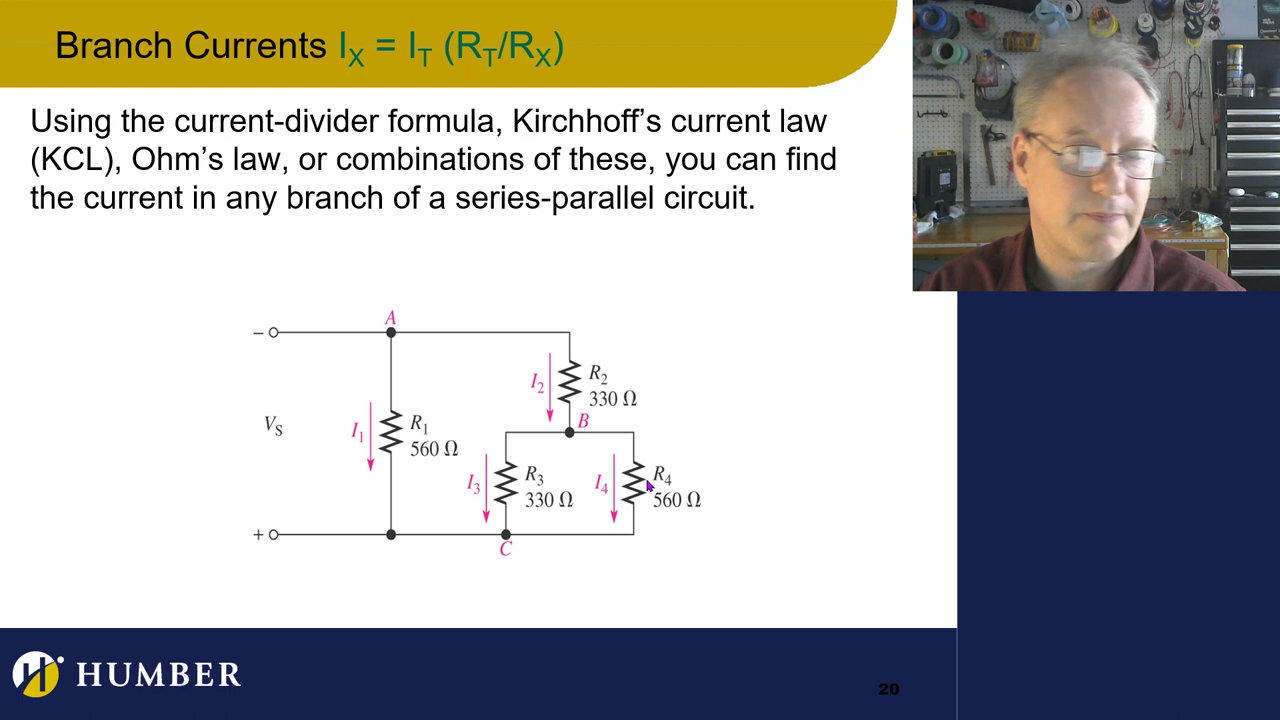 Branch Currents I_X = I_T (R_T/R_X)
Using the current-divider formula, Kirchhoff's current law
(KCL), Ohm's law, or combinations of these, you can find
the current in any branch of a series-parallel circuit.
A
−
I₂
R₂
330 Ω
B
V_S
I₁
R₁
560 Ω
I₃
R₃
330 Ω
I₄
R₄
560 Ω
+
C
HUMBER
20